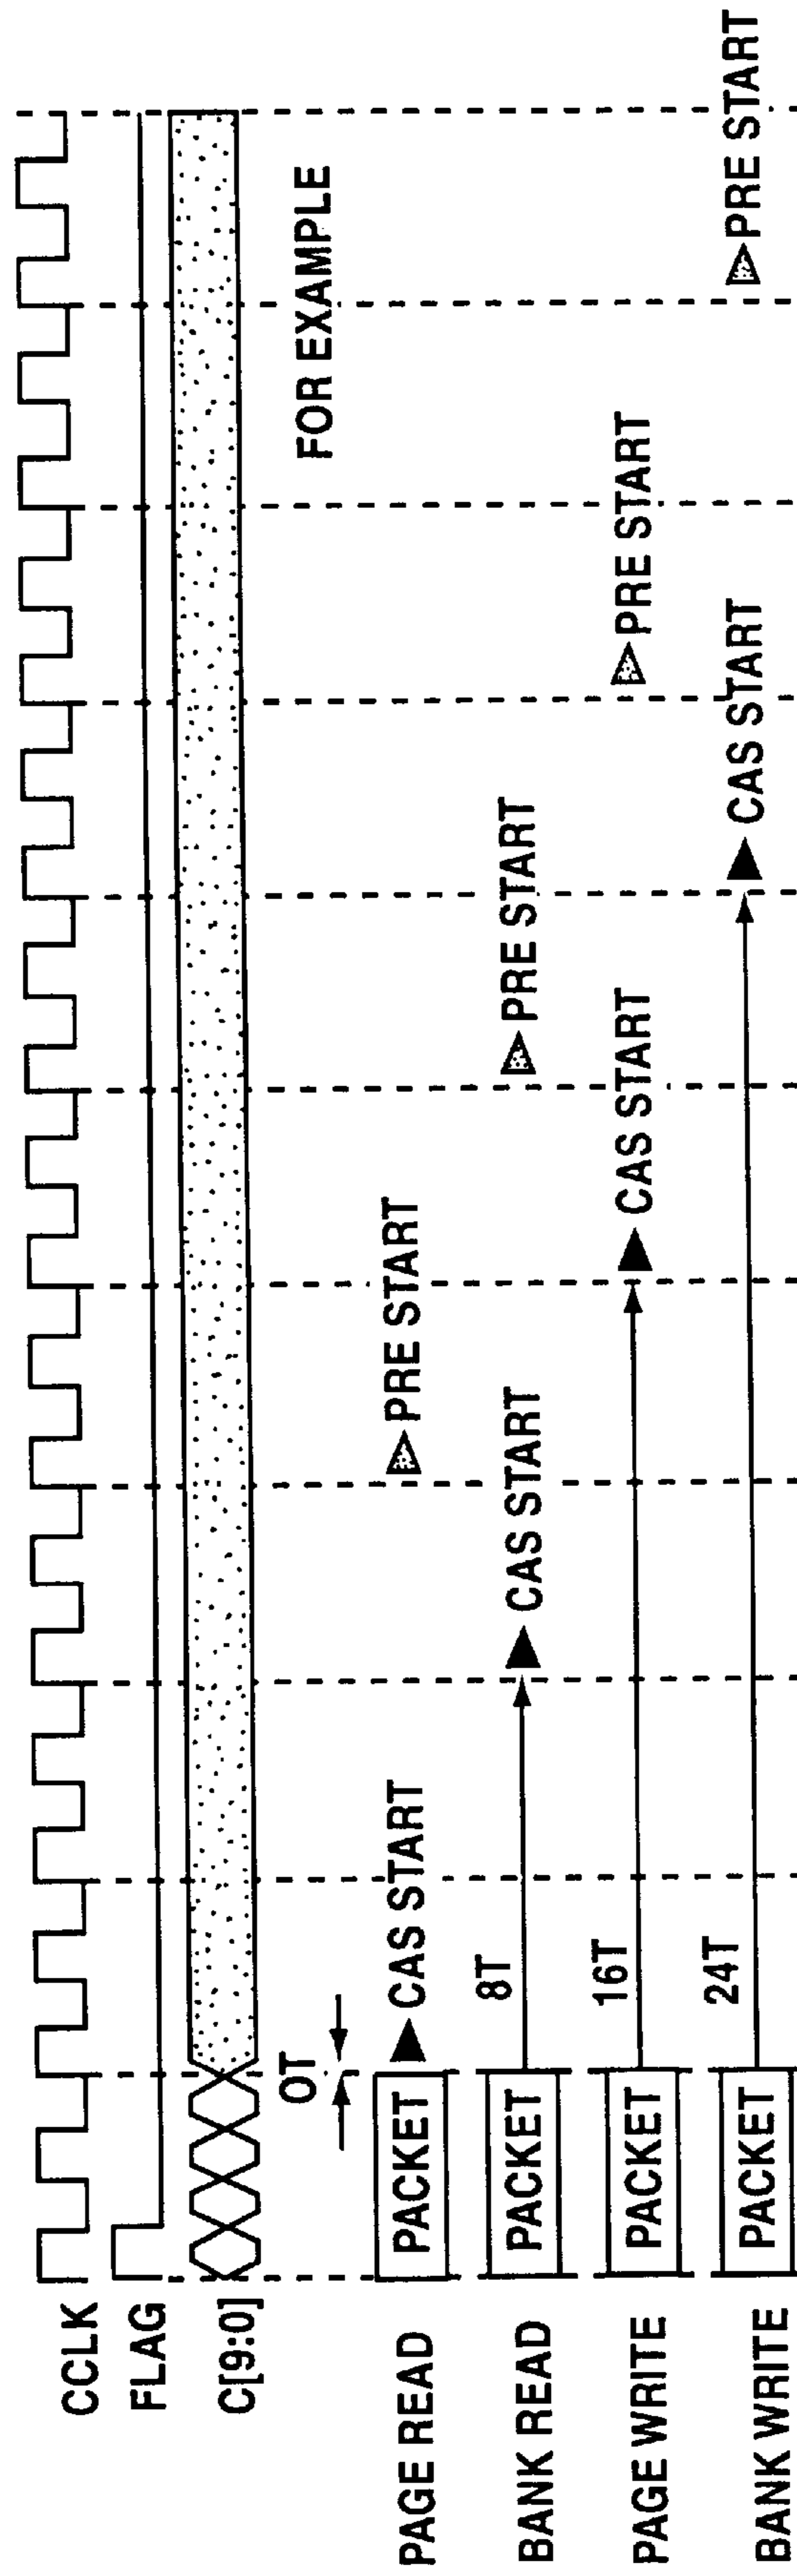 CCLK
FLAG
C[9:0]
OT
FOR EXAMPLE
PAGE READ
PACKET
CAS START
PRE START
BANK READ
PACKET
8T
CAS START
PRE START
PAGE WRITE
PACKET
16T
CAS START
PRE START
BANK WRITE
PACKET
24T
CAS START
PRE START